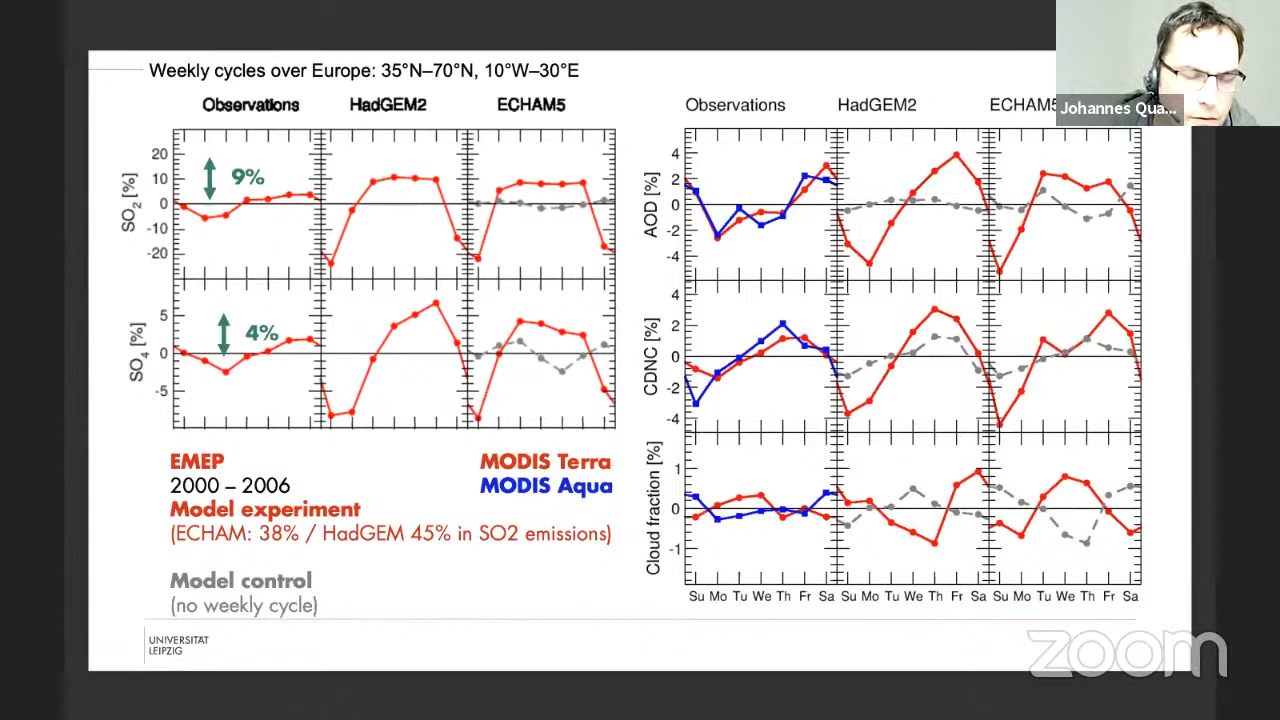 Weekly cycles over Europe: 35°N–70°N, 10°W–30°E
Observations HadGEM2 ECHAM5
Observations HadGEM2 ECHAM5
Johannes Qua...
SO2 [%]
20
10
0
-10
-20
9%
SO4 [%]
5
0
-5
4%
AOD [%]
4
2
0
-2
-4
CDNC [%]
4
2
0
-2
-4
Cloud fraction [%]
1
0
-1
Su Mo Tu We Th Fr Sa Su Mo Tu We Th Fr Sa Su Mo Tu We Th Fr Sa
EMEP
2000 – 2006
Model experiment
(ECHAM: 38% / HadGEM 45% in SO2 emissions)
MODIS Terra
MODIS Aqua
Model control
(no weekly cycle)
UNIVERSITÄT
LEIPZIG
zoom